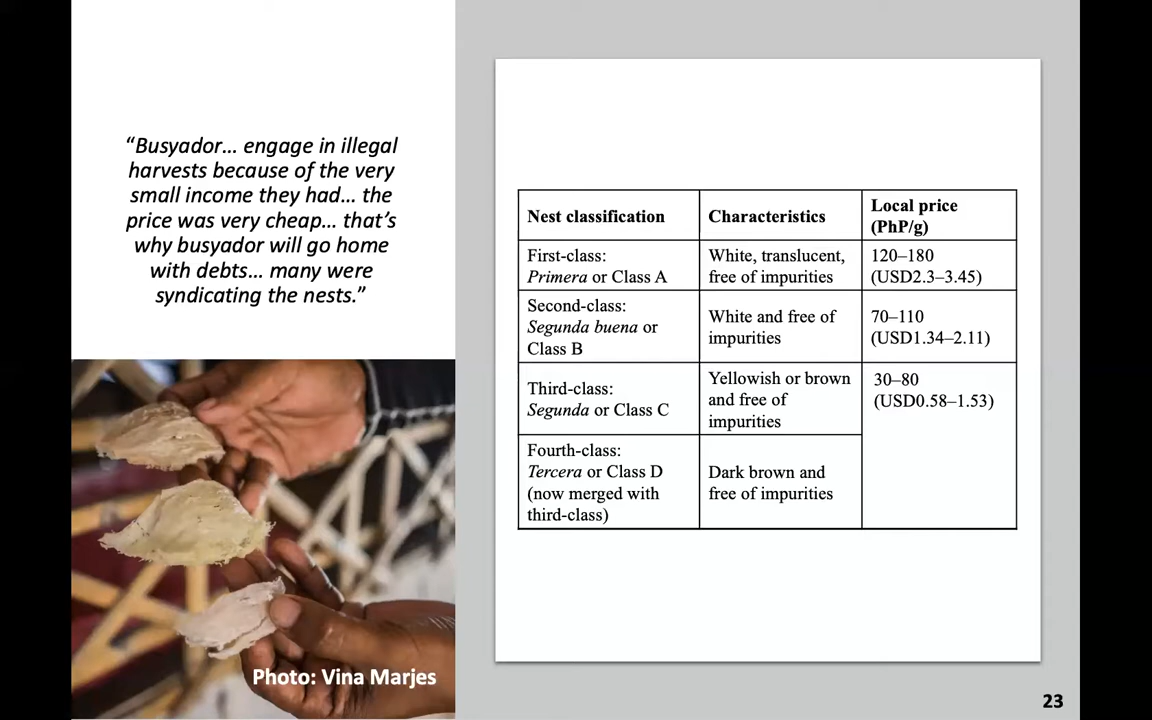 “Busyador… engage in illegal
harvests because of the very
small income they had… the
price was very cheap… that’s
why busyador will go home
with debts… many were
syndicating the nests.”
Photo: Vina Marjes
Nest classification
Characteristics
Local price
(PhP/g)
First-class:
Primera or Class A
White, translucent,
free of impurities
120–180
(USD2.3–3.45)
Second-class:
Segunda buena or
Class B
White and free of
impurities
70–110
(USD1.34–2.11)
Third-class:
Segunda or Class C
Yellowish or brown
and free of
impurities
30–80
(USD0.58–1.53)
Fourth-class:
Tercera or Class D
(now merged with
third-class)
Dark brown and
free of impurities
23